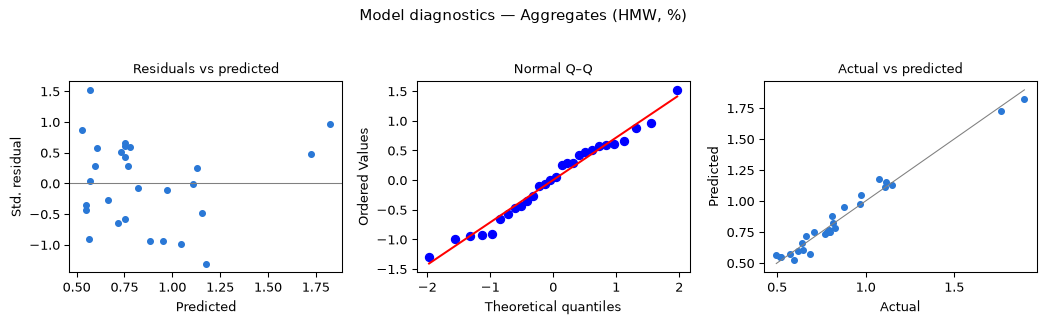 Model diagnostics — Aggregates (HMW, %)
Residuals vs predicted
Std. residual
1.5
1.0
0.5
0.0
−0.5
−1.0
0.50 0.75 1.00 1.25 1.50 1.75
Predicted
Normal Q–Q
Ordered Values
1.5
1.0
0.5
0.0
−0.5
−1.0
−1.5
−2 −1 0 1 2
Theoretical quantiles
Actual vs predicted
Predicted
1.75
1.50
1.25
1.00
0.75
0.50
0.5 1.0 1.5
Actual